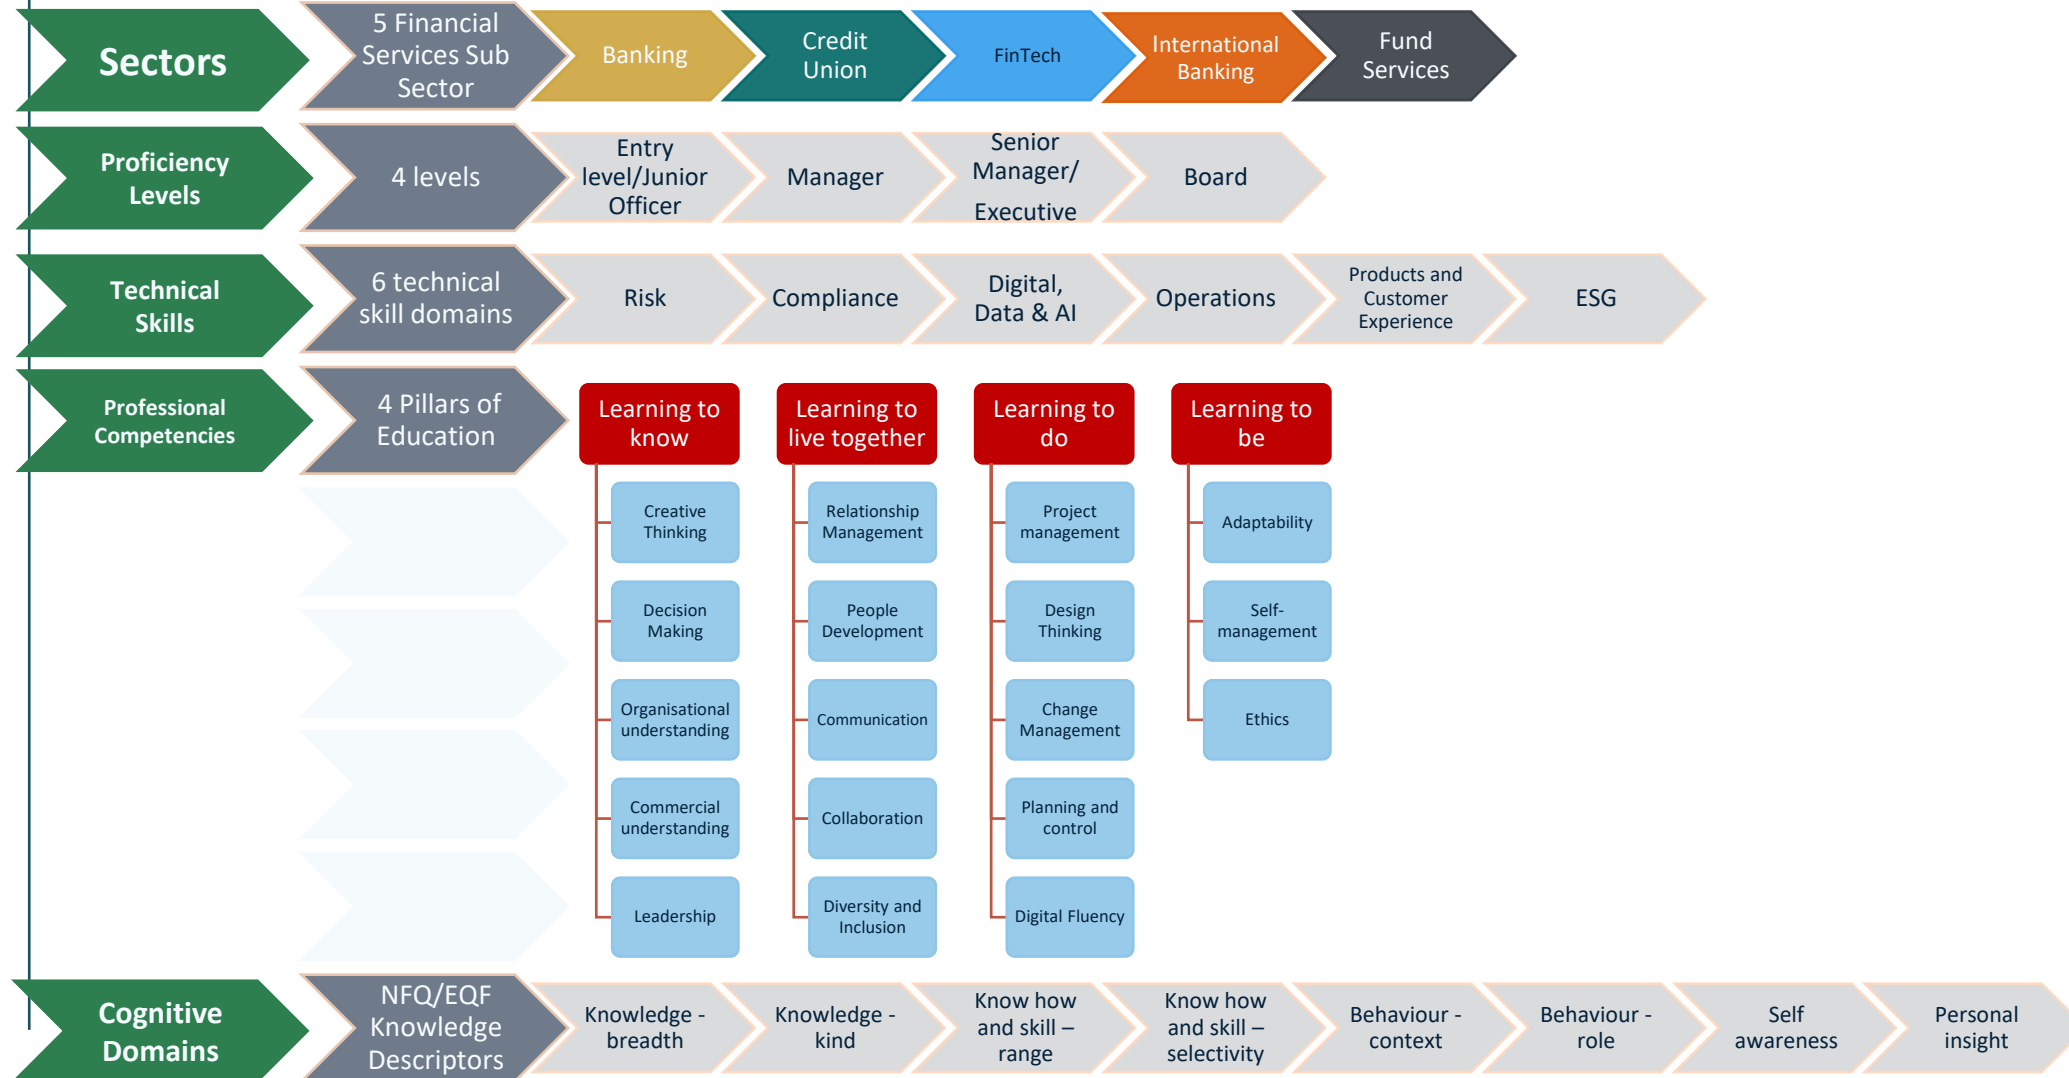 Sectors
5 Financial
Services Sub
Sector
Banking
Credit
Union
FinTech
International
Banking
Fund
Services
Proficiency
Levels
4 levels
Entry
level/Junior
Officer
Manager
Senior
Manager/
Executive
Board
Technical
Skills
6 technical
skill domains
Risk
Compliance
Digital,
Data & AI
Operations
Products and
Customer
Experience
ESG
Professional
Competencies
4 Pillars of
Education
Learning to
know
Creative
Thinking
Decision
Making
Organisational
understanding
Commercial
understanding
Leadership
Learning to
live together
Relationship
Management
People
Development
Communication
Collaboration
Diversity and
Inclusion
Learning to
do
Project
management
Design
Thinking
Change
Management
Planning and
control
Digital Fluency
Learning to
be
Adaptability
Self-
management
Ethics
Cognitive
Domains
NFQ/EQF
Knowledge
Descriptors
Knowledge -
breadth
Knowledge -
kind
Know how
and skill –
range
Know how
and skill –
selectivity
Behaviour -
context
Behaviour -
role
Self
awareness
Personal
insight